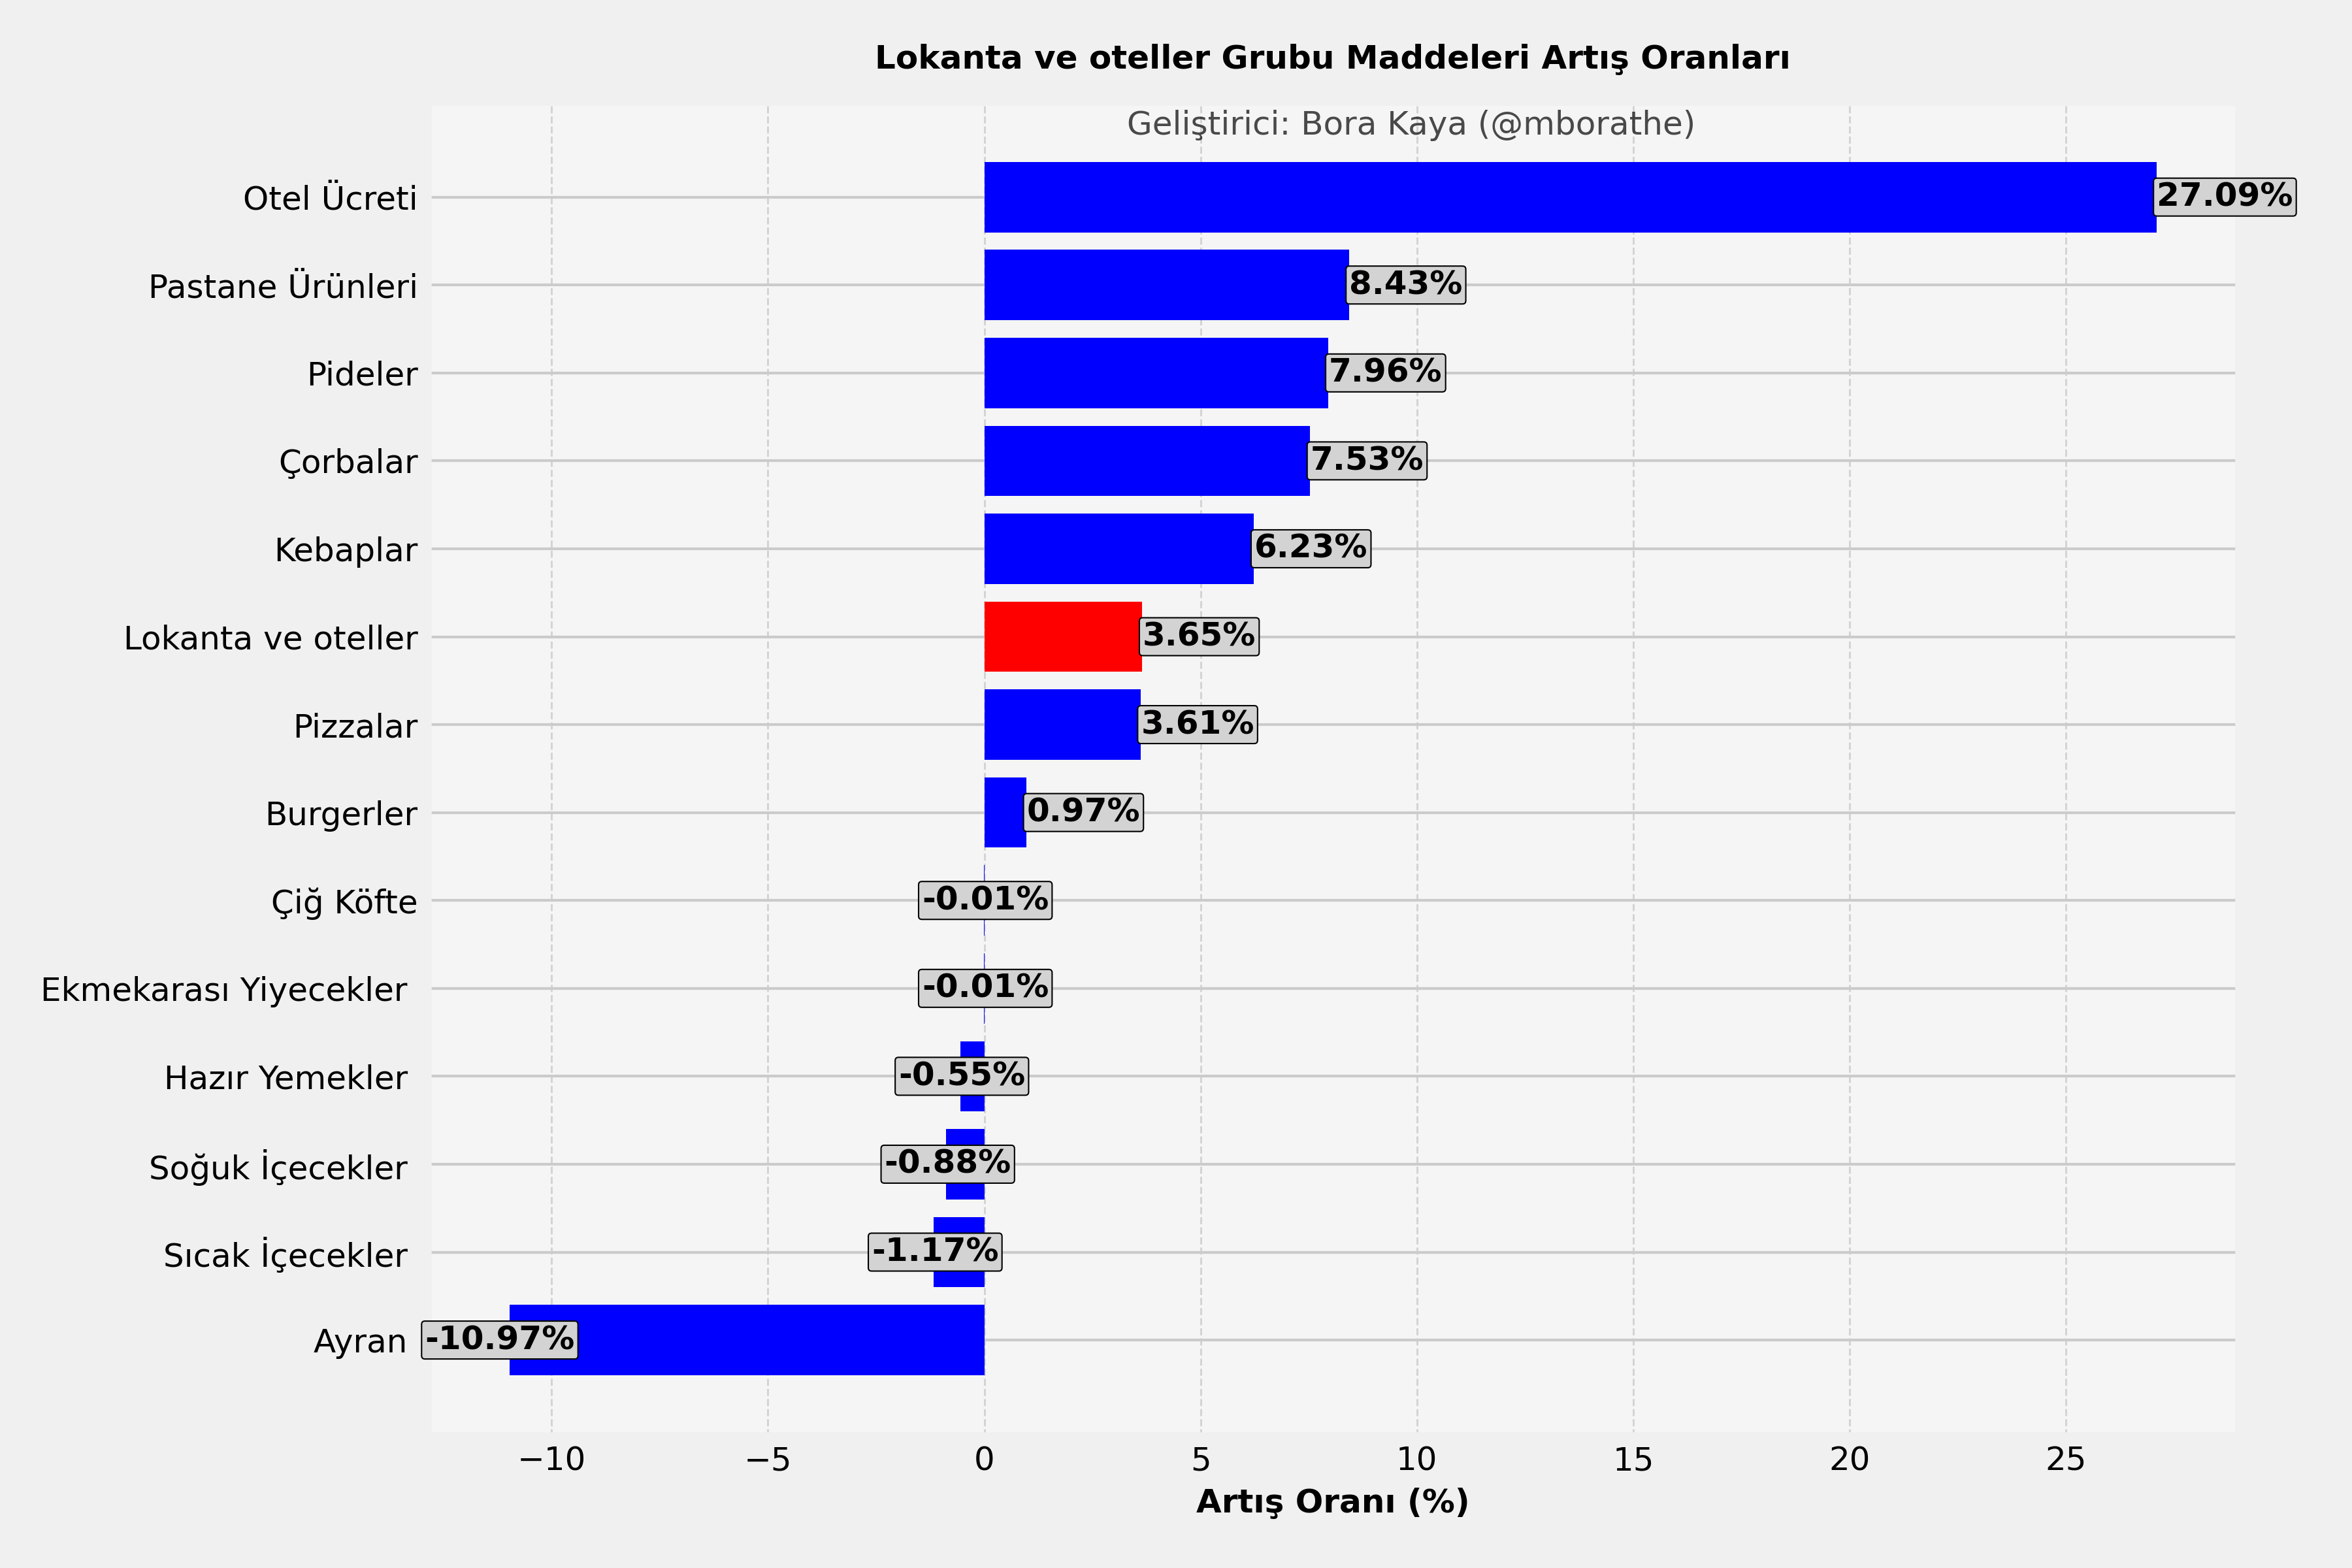 Lokanta ve oteller Grubu Maddeleri Artış Oranları
Geliştirici: Bora Kaya (@mborathe)
Otel Ücreti 27.09%
Pastane Ürünleri 8.43%
Pideler 7.96%
Çorbalar 7.53%
Kebaplar 6.23%
Lokanta ve oteller 3.65%
Pizzalar 3.61%
Burgerler 0.97%
Çiğ Köfte -0.01%
Ekmekarası Yiyecekler -0.01%
Hazır Yemekler -0.55%
Soğuk İçecekler -0.88%
Sıcak İçecekler -1.17%
Ayran -10.97%
−10 −5 0 5 10 15 20 25
Artış Oranı (%)